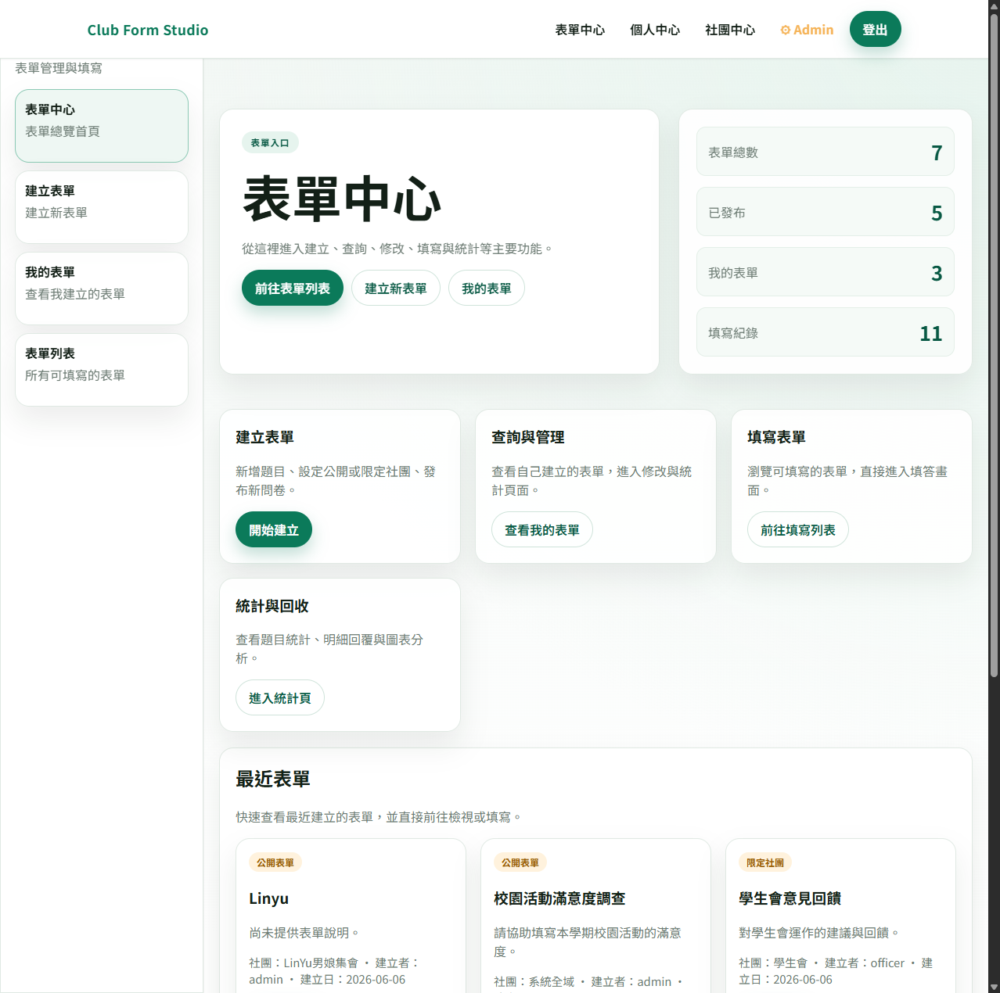 Club Form Studio
表單中心
個人中心
社團中心
⚙ Admin
登出
表單管理與填寫
表單中心
表單總覽首頁
建立表單
建立新表單
我的表單
查看我建立的表單
表單列表
所有可填寫的表單
表單入口
表單中心
從這裡進入建立、查詢、修改、填寫與統計等主要功能。
前往表單列表
建立新表單
我的表單
表單總數 7
已發布 5
我的表單 3
填寫紀錄 11
建立表單
新增題目、設定公開或限定社團、發
布新問卷。
開始建立
查詢與管理
查看自己建立的表單，進入修改與統
計頁面。
查看我的表單
填寫表單
瀏覽可填寫的表單，直接進入填答畫
面。
前往填寫列表
統計與回收
查看題目統計、明細回覆與圖表分
析。
進入統計頁
最近表單
快速查看最近建立的表單，並直接前往檢視或填寫。
公開表單
Linyu
尚未提供表單說明。
社團：LinYu男娘集會 · 建立者：
admin · 建立日：2026-06-06
公開表單
校園活動滿意度調查
請協助填寫本學期校園活動的滿意
度。
社團：系統全域 · 建立者：admin ·
限定社團
學生會意見回饋
對學生會運作的建議與回饋。
社團：學生會 · 建立者：officer · 建
立日：2026-06-06